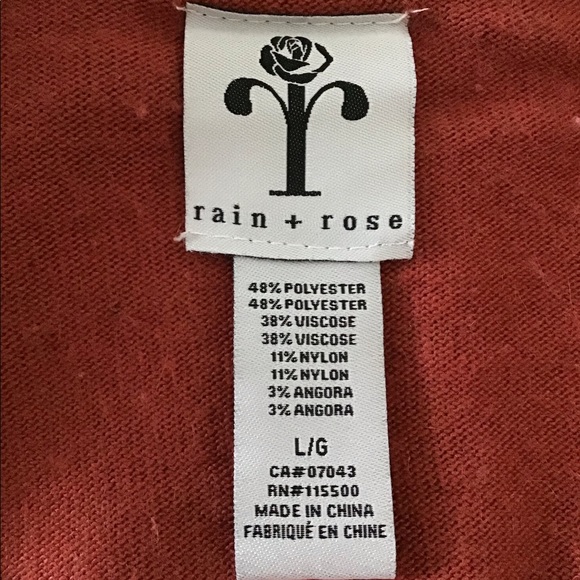 rain + rose
48% POLYESTER
48% POLYESTER
38% VISCOSE
38% VISCOSE
11% NYLON
11% NYLON
3% ANGORA
3% ANGORA
L/G
CA#07043
RN#115500
MADE IN CHINA
FABRIQUÉ EN CHINE